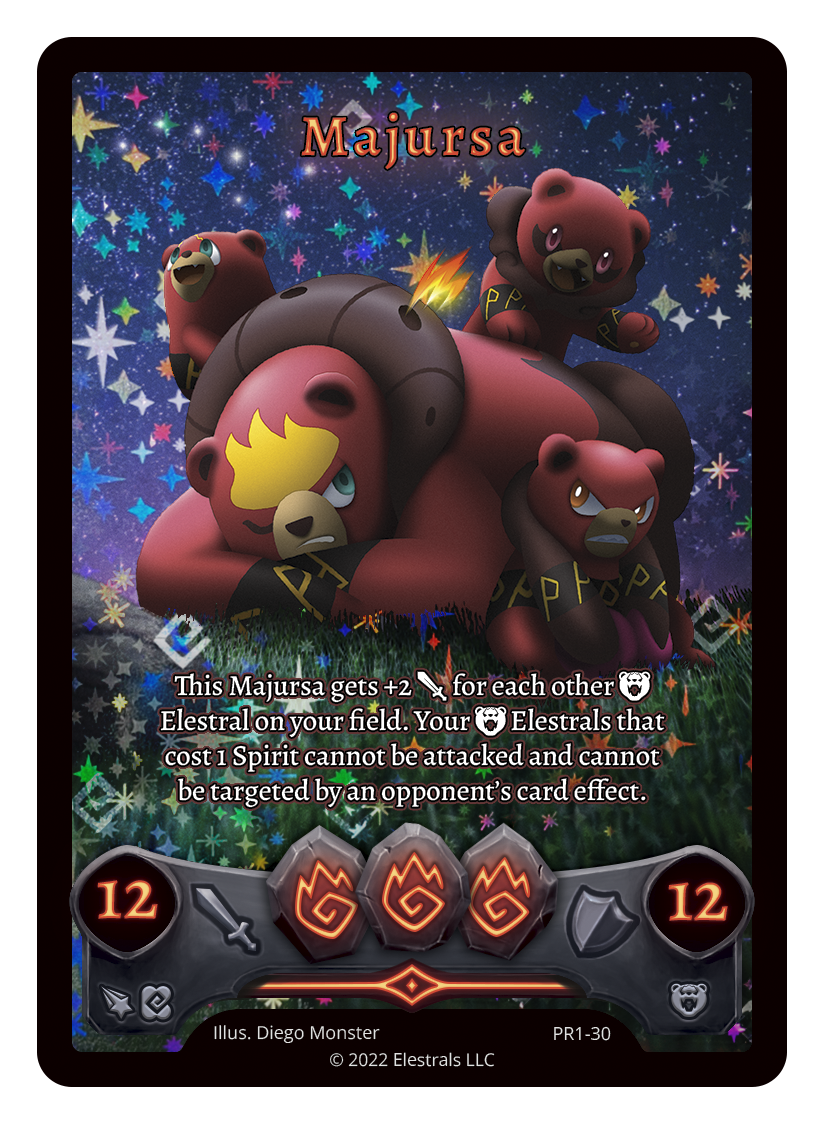 Majursa
This Majursa gets +2 for each other
Elestral on your field. Your Elestrals that
cost 1 Spirit cannot be attacked and cannot
be targeted by an opponent's card effect.
12
12
Illus. Diego Monster
PR1-30
© 2022 Elestrals LLC